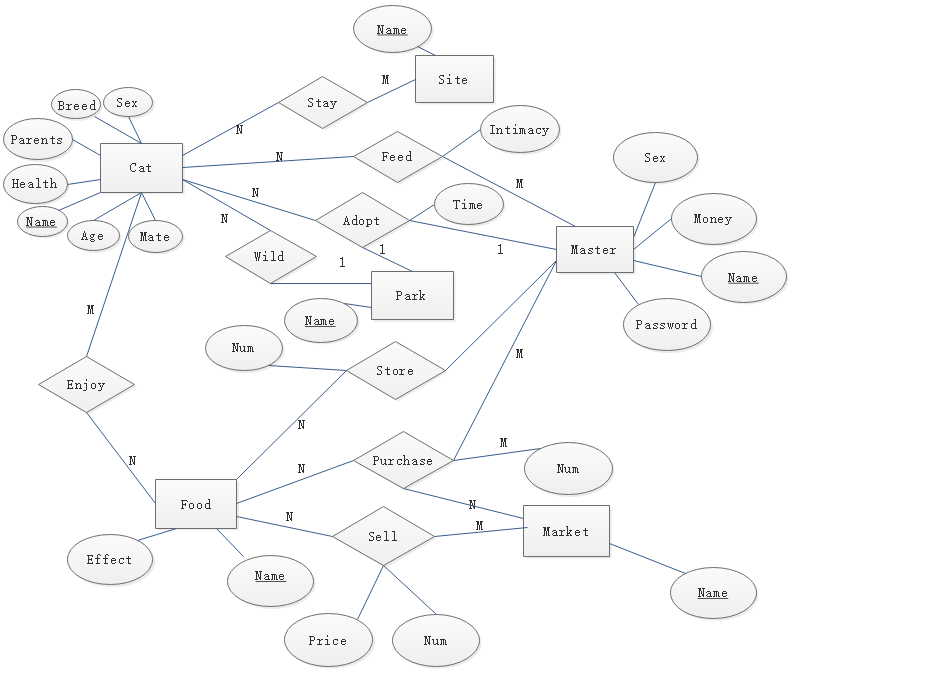 Name
Site
M
Stay
Breed
Sex
N
Intimacy
Parents
Cat
N
Feed
Sex
Health
M
N
Name
Time
Money
N
Adopt
Age
Mate
1
1
Master
Wild
1
Name
Park
M
Name
Password
Num
M
Store
Enjoy
N
M
N
N
Purchase
Num
Food
N
N
M
Market
Sell
Effect
Name
Name
Price
Num